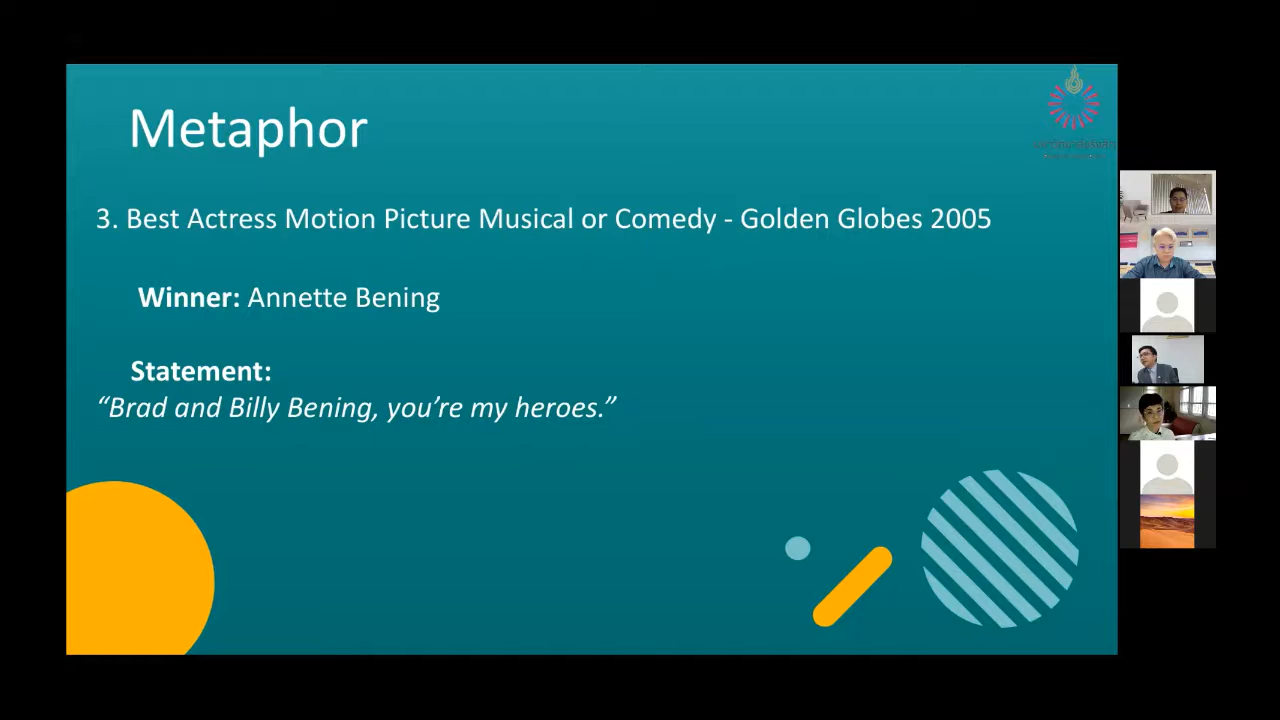 Metaphor
3. Best Actress Motion Picture Musical or Comedy - Golden Globes 2005
Winner: Annette Bening
Statement:
“Brad and Billy Bening, you’re my heroes.”